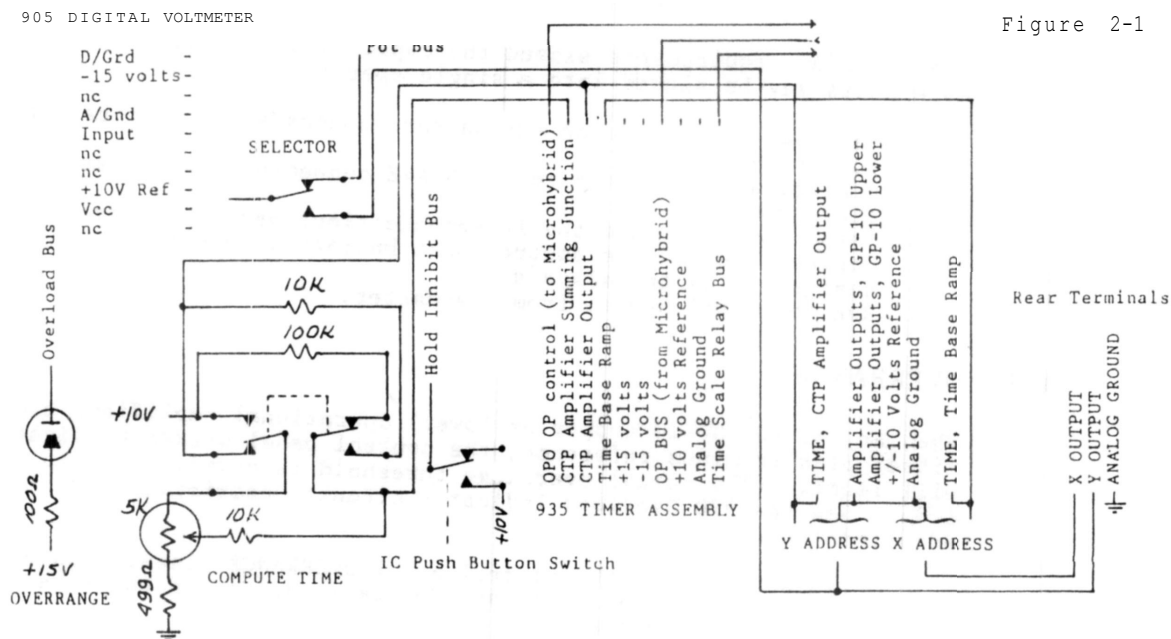 905 DIGITAL VOLTMETER
Figure 2-1
Pot Bus
D/Grd
-15 volts
nc
A/Gnd
Input
nc
nc
+10V Ref
Vcc
nc
SELECTOR
Overload Bus
100Ω
+15V
OVERRANGE
10K
100K
+10V
5K
10K
499Ω
COMPUTE TIME
Hold Inhibit Bus
+10V
IC Push Button Switch
OPO OP control (to Microhybrid)
CTP Amplifier Summing Junction
CTP Amplifier Output
Time Base Ramp
+15 volts
-15 volts
OP BUS (from Microhybrid)
+10 volts Reference
Analog Ground
Time Scale Relay Bus
935 TIMER ASSEMBLY
TIME, CTP Amplifier Output
Amplifier Outputs, GP-10 Upper
Amplifier Outputs, GP-10 Lower
+/-10 Volts Reference
Analog Ground
TIME, Time Base Ramp
Y ADDRESS
X ADDRESS
Rear Terminals
X OUTPUT
Y OUTPUT
ANALOG GROUND